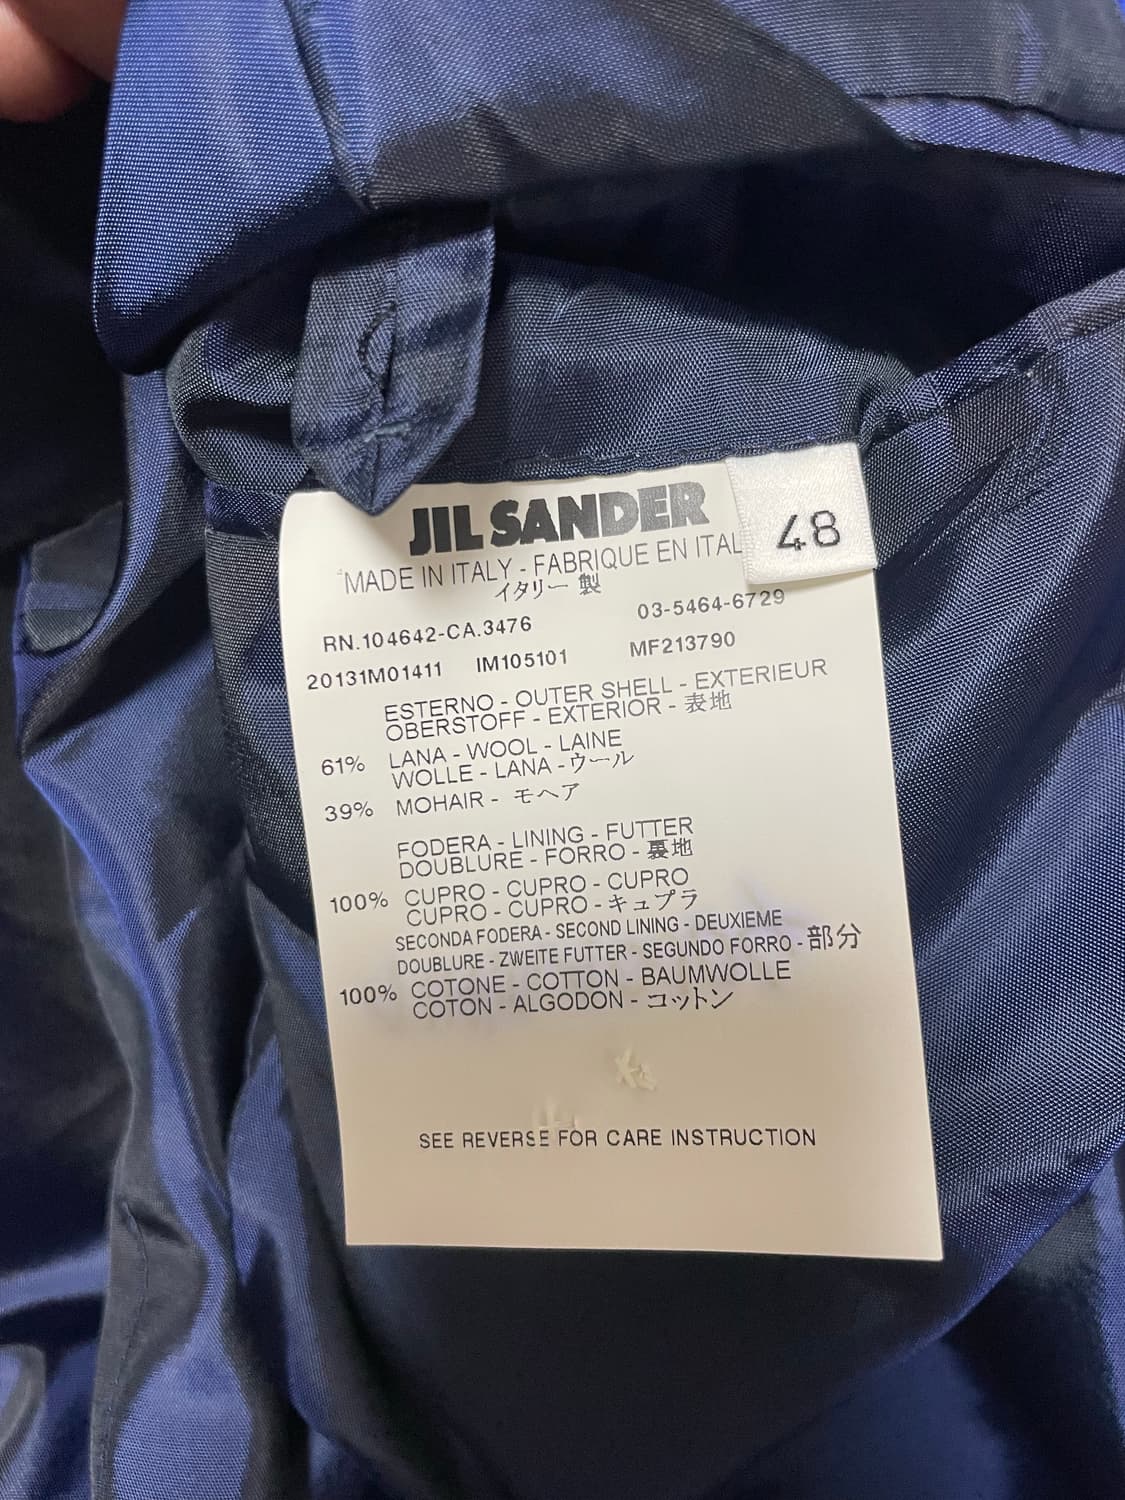 JIL SANDER
48
MADE IN ITALY - FABRIQUE EN ITAL
イタリー 製
RN.104642-CA.3476 03-5464-6729
20131M01411 IM105101 MF213790
ESTERNO - OUTER SHELL - EXTERIEUR
OBERSTOFF - EXTERIOR - 表地
61% LANA - WOOL - LAINE
WOLLE - LANA -ウール
39% MOHAIR - モヘア
FODERA - LINING - FUTTER
DOUBLURE - FORRO - 裏地
100% CUPRO - CUPRO - CUPRO
CUPRO - CUPRO -キュプラ
SECONDA FODERA - SECOND LINING - DEUXIEME
DOUBLURE - ZWEITE FUTTER - SEGUNDO FORRO - 部分
100% COTONE - COTTON - BAUMWOLLE
COTON - ALGODON - コットン
SEE REVERSE FOR CARE INSTRUCTION